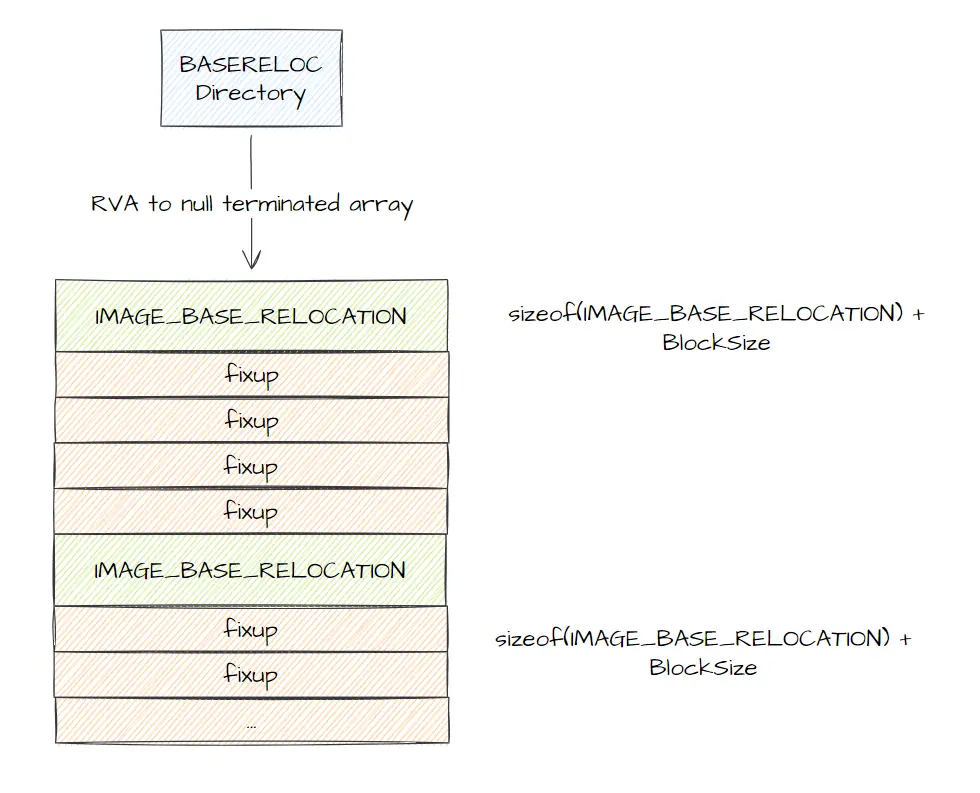 BASERELOC
Directory
RVA to null terminated array
IMAGE_BASE_RELOCATION
sizeof(IMAGE_BASE_RELOCATION) +
BlockSize
fixup
fixup
fixup
fixup
IMAGE_BASE_RELOCATION
fixup
sizeof(IMAGE_BASE_RELOCATION) +
BlockSize
fixup
...